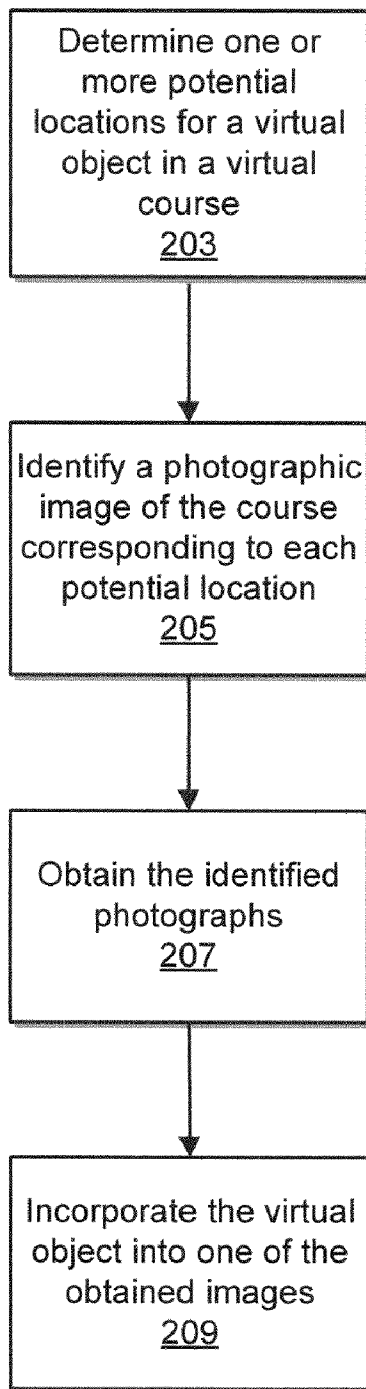 Determine one or
more potential
locations for a virtual
object in a virtual
course
203
Identify a photographic
image of the course
corresponding to each
potential location
205
Obtain the identified
photographs
207
Incorporate the virtual
object into one of the
obtained images
209